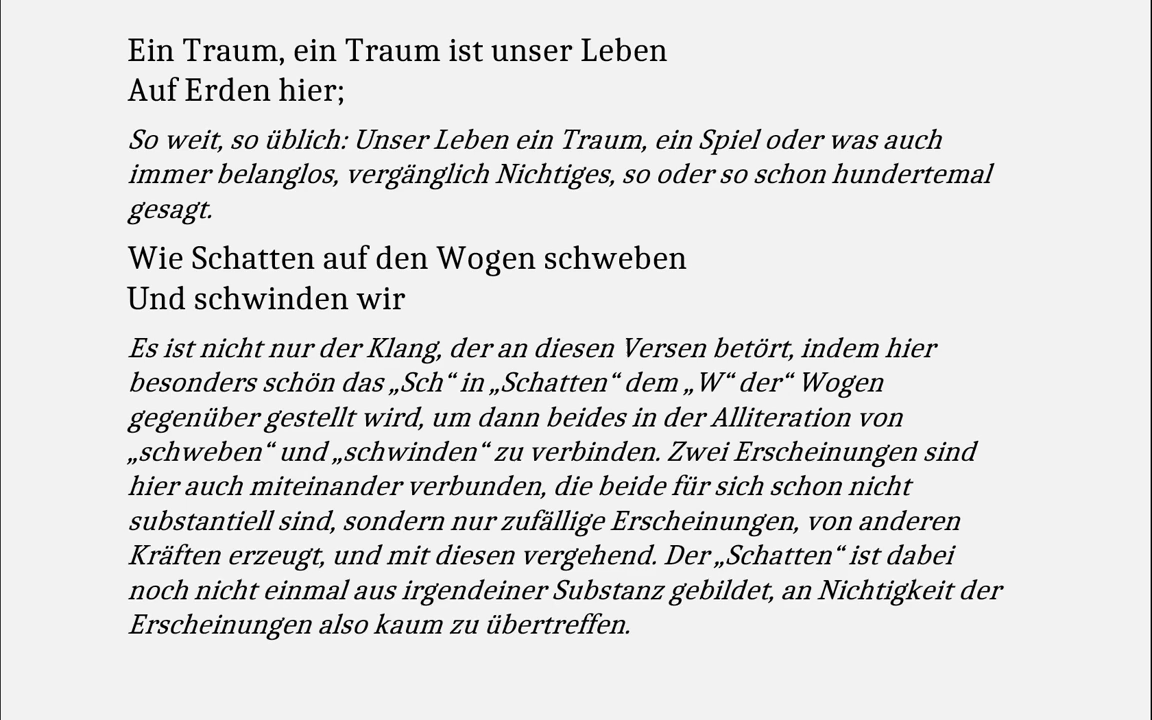 Ein Traum, ein Traum ist unser Leben
Auf Erden hier;
So weit, so üblich: Unser Leben ein Traum, ein Spiel oder was auch
immer belanglos, vergänglich Nichtiges, so oder so schon hundertemal
gesagt.
Wie Schatten auf den Wogen schweben
Und schwinden wir
Es ist nicht nur der Klang, der an diesen Versen betört, indem hier
besonders schön das „Sch“ in „Schatten“ dem „W“ der“ Wogen
gegenüber gestellt wird, um dann beides in der Alliteration von
„schweben“ und „schwinden“ zu verbinden. Zwei Erscheinungen sind
hier auch miteinander verbunden, die beide für sich schon nicht
substantiell sind, sondern nur zufällige Erscheinungen, von anderen
Kräften erzeugt, und mit diesen vergehend. Der „Schatten“ ist dabei
noch nicht einmal aus irgendeiner Substanz gebildet, an Nichtigkeit der
Erscheinungen also kaum zu übertreffen.